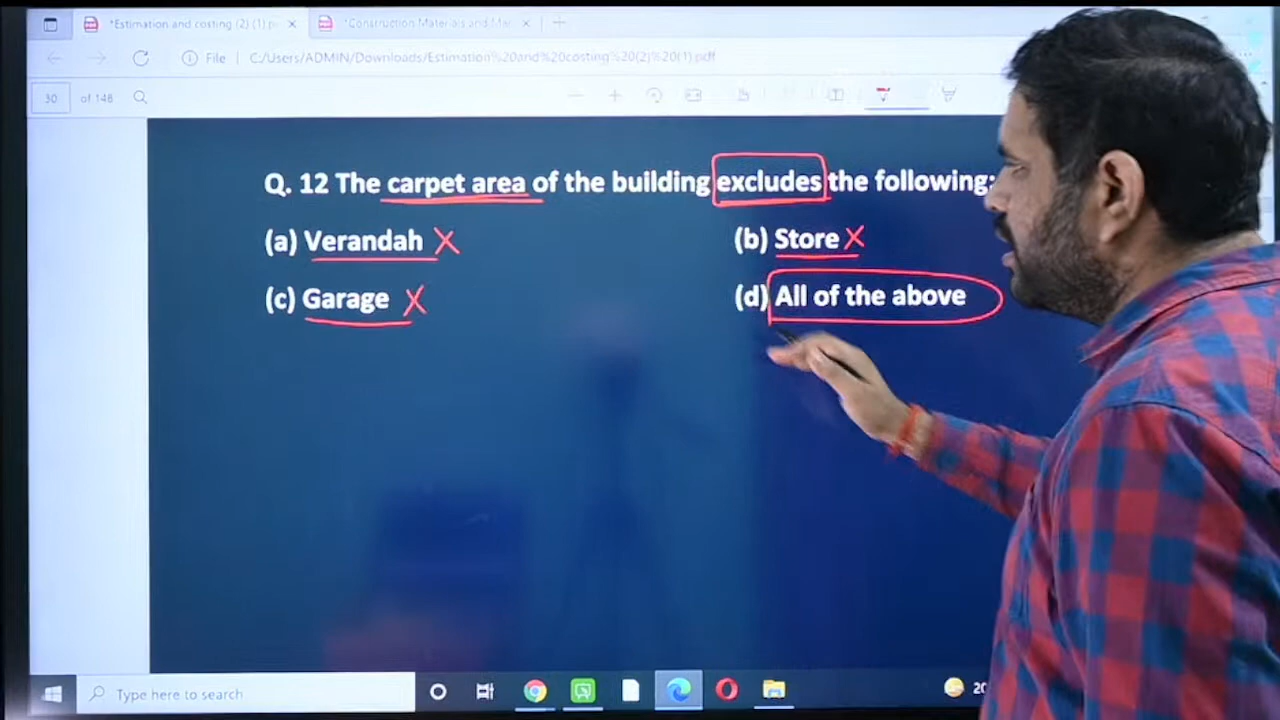 *Estimation and costing (2) (1).p
*Construction Materials and Ma
File
C:/Users/ADMIN/Downloads/Estimation%20and%20costing%20(2)%20(1).pdf
30 of 148
Q. 12 The carpet area of the building excludes the following:
(a) Verandah
(b) Store
(c) Garage
(d) All of the above
Type here to search
20